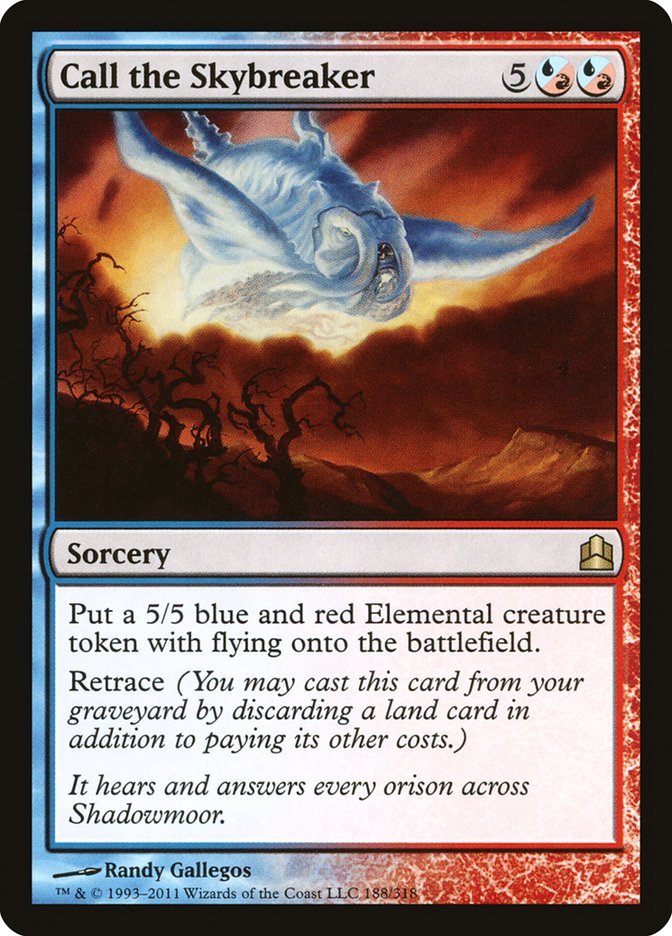 Call the Skybreaker 5
Sorcery
Put a 5/5 blue and red Elemental creature
token with flying onto the battlefield.
Retrace (You may cast this card from your
graveyard by discarding a land card in
addition to paying its other costs.)
It hears and answers every orison across
Shadowmoor.
Randy Gallegos
™ & © 1993–2011 Wizards of the Coast LLC 188/318